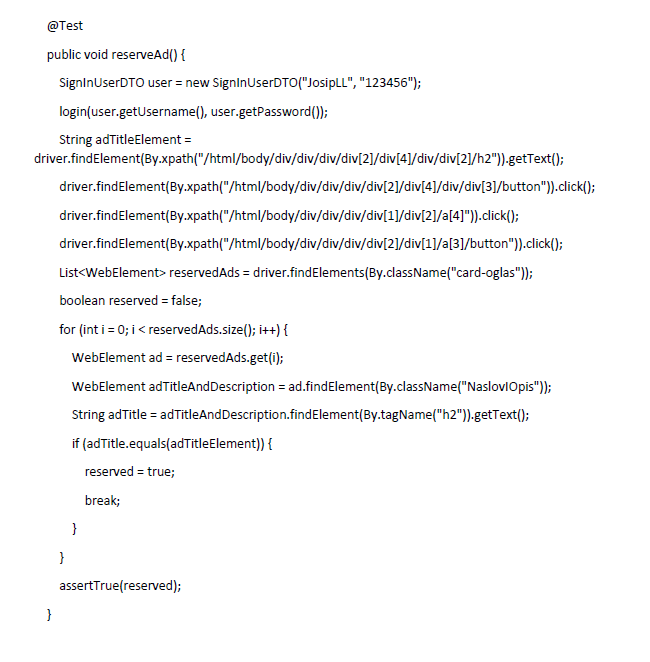 @Test
public void reserveAd() {
SignInUserDTO user = new SignInUserDTO("JosipLL", "123456");
login(user.getUsername(), user.getPassword());
String adTitleElement =
driver.findElement(By.xpath("/html/body/div/div/div/div[2]/div[4]/div/div[2]/h2")).getText();
driver.findElement(By.xpath("/html/body/div/div/div/div[2]/div[4]/div/div[3]/button")).click();
driver.findElement(By.xpath("/html/body/div/div/div/div[1]/div[2]/a[4]")).click();
driver.findElement(By.xpath("/html/body/div/div/div/div[2]/div[1]/a[3]/button")).click();
List<WebElement> reservedAds = driver.findElements(By.className("card-oglas"));
boolean reserved = false;
for (int i = 0; i < reservedAds.size(); i++) {
WebElement ad = reservedAds.get(i);
WebElement adTitleAndDescription = ad.findElement(By.className("NaslovIOpis"));
String adTitle = adTitleAndDescription.findElement(By.tagName("h2")).getText();
if (adTitle.equals(adTitleElement)) {
reserved = true;
break;
}
}
assertTrue(reserved);
}